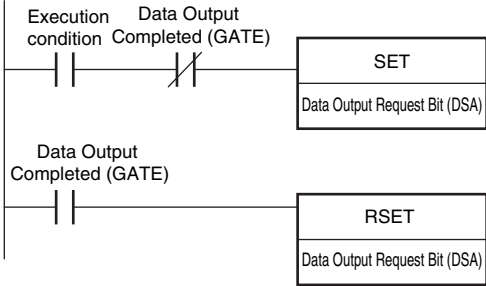 Execution condition
Data Output Completed (GATE)
SET
Data Output Request Bit (DSA)
Data Output
Completed (GATE)
RSET
Data Output Request Bit (DSA)